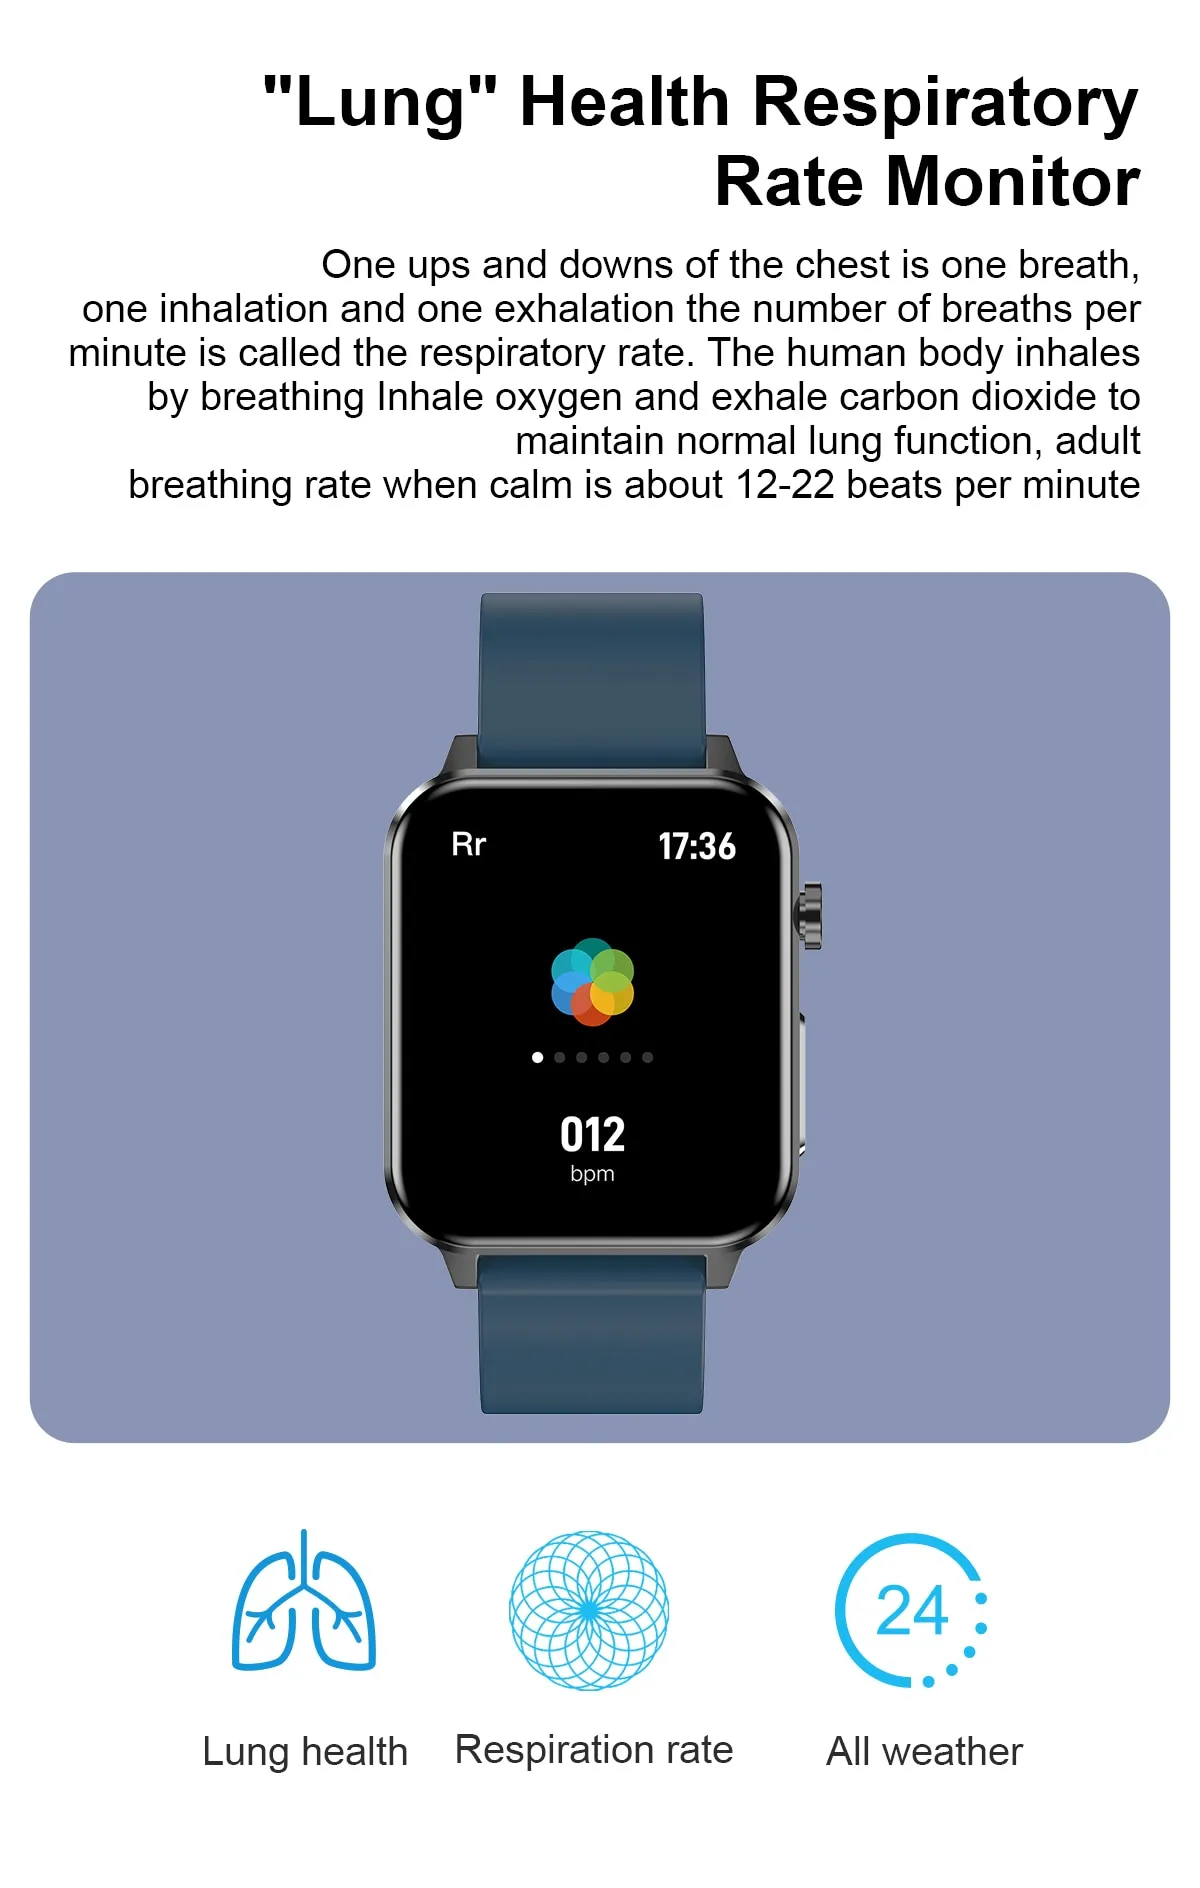 "Lung" Health Respiratory
Rate Monitor
One ups and downs of the chest is one breath,
one inhalation and one exhalation the number of breaths per
minute is called the respiratory rate. The human body inhales
by breathing Inhale oxygen and exhale carbon dioxide to
maintain normal lung function, adult
breathing rate when calm is about 12-22 beats per minute
Rr 17:36
012
bpm
24
Lung health Respiration rate All weather